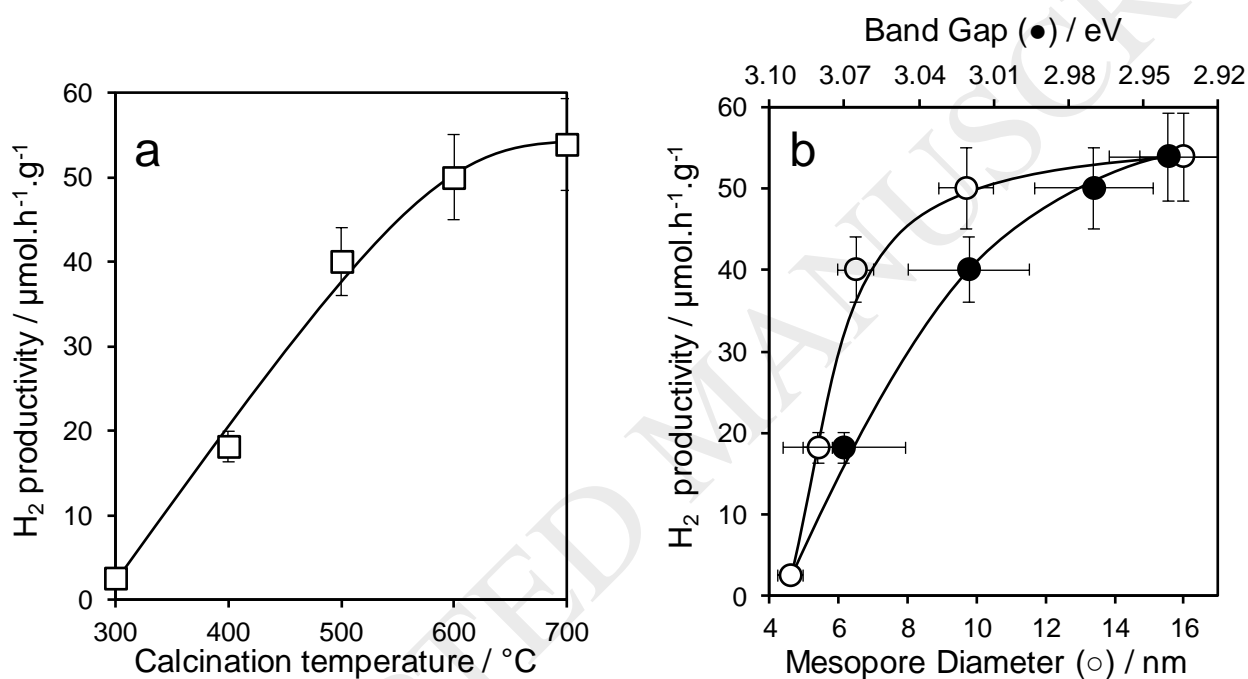 a
60
50
40
30
20
10
0
H₂ productivity / µmol.h⁻¹.g⁻¹
300 400 500 600 700
Calcination temperature / °C
Band Gap (●) / eV
3.10 3.07 3.04 3.01 2.98 2.95 2.92
b
60
50
40
30
20
10
0
H₂ productivity / µmol.h⁻¹.g⁻¹
4 6 8 10 12 14 16
Mesopore Diameter (○) / nm
TED MANUSCR